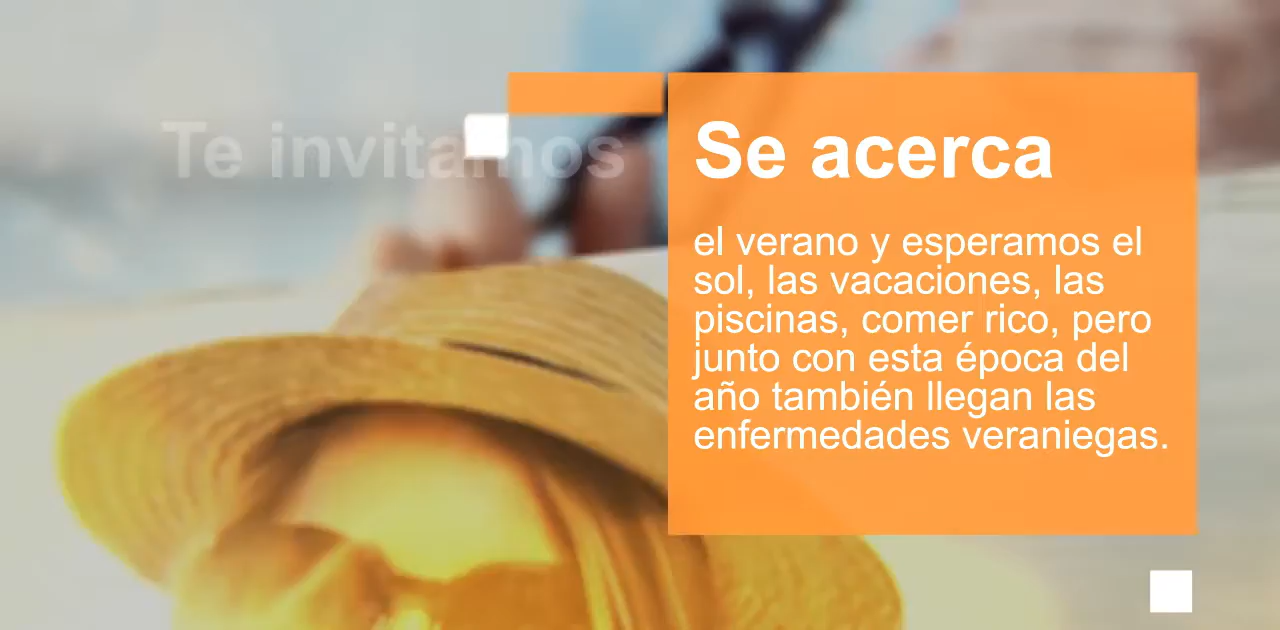 Te invitamos
Se acerca
el verano y esperamos el
sol, las vacaciones, las
piscinas, comer rico, pero
junto con esta época del
año también llegan las
enfermedades veraniegas.